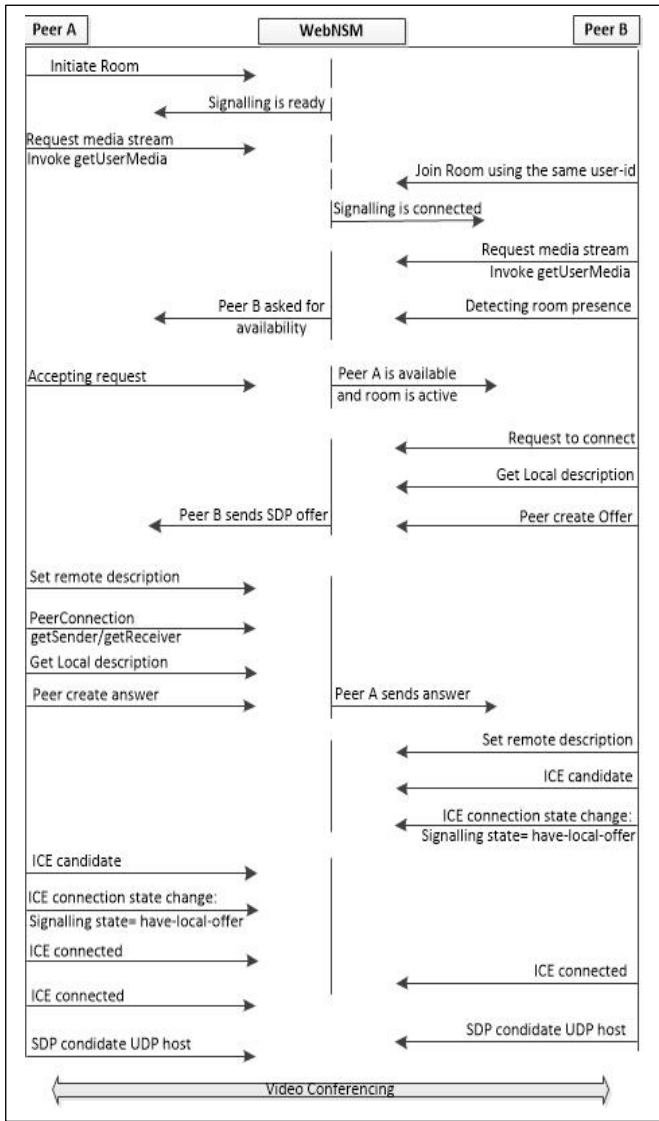 Peer A
WebNSM
Peer B
Initiate Room
Signalling is ready
Request media stream
Invoke getUserMedia
Join Room using the same user-id
Signalling is connected
Request media stream
Invoke getUserMedia
Peer B asked for
availability
Detecting room presence
Accepting request
Peer A is available
and room is active
Request to connect
Get Local description
Peer B sends SDP offer
Peer create Offer
Set remote description
PeerConnection
getSender/getReceiver
Get Local description
Peer create answer
Peer A sends answer
Set remote description
ICE candidate
ICE connection state change:
Signalling state= have-local-offer
ICE candidate
ICE connection state change:
Signalling state= have-local-offer
ICE connected
ICE connected
ICE connected
SDP candidate UDP host
SDP candidate UDP host
Video Conferencing